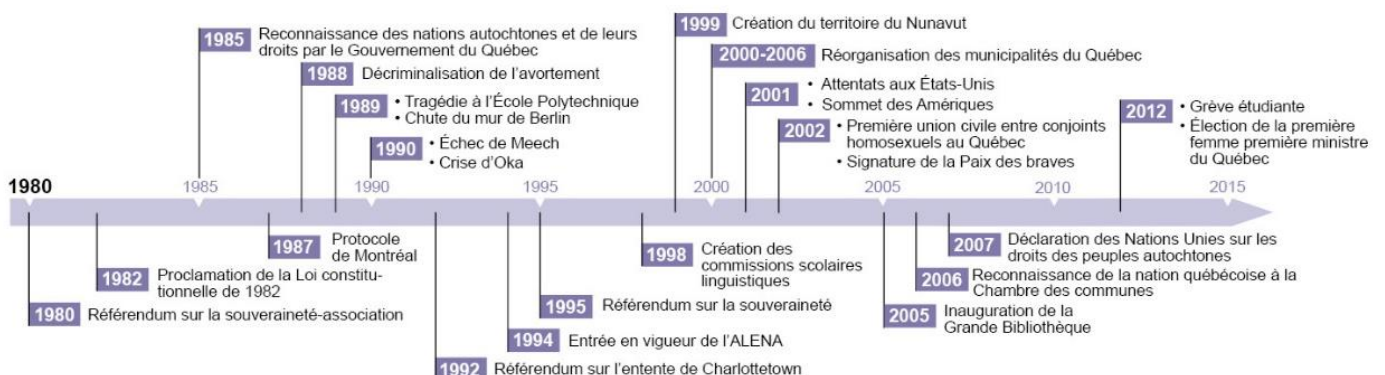 1985 Reconnaissance des nations autochtones et de leurs
droits par le Gouvernement du Québec
1988 Décriminalisation de l'avortement
1989 • Tragédie à l'École Polytechnique
• Chute du mur de Berlin
1990 • Échec de Meech
• Crise d'Oka
1999 Création du territoire du Nunavut
2000-2006 Réorganisation des municipalités du Québec
2001 • Attentats aux États-Unis
• Sommet des Amériques
2002 • Première union civile entre conjoints
homosexuels au Québec
• Signature de la Paix des braves
2012 • Grève étudiante
• Élection de la première
femme première ministre
du Québec
1980 1985 1990 1995 2000 2005 2010 2015
1987 Protocole
de Montréal
1982 Proclamation de la Loi constitu-
tionnelle de 1982
1980 Référendum sur la souveraineté-association
1998 Création des
commissions scolaires
linguistiques
1995 Référendum sur la souveraineté
1994 Entrée en vigueur de l'ALENA
1992 Référendum sur l'entente de Charlottetown
2007 Déclaration des Nations Unies sur les
droits des peuples autochtones
2006 Reconnaissance de la nation québécoise à la
Chambre des communes
2005 Inauguration de la
Grande Bibliothèque